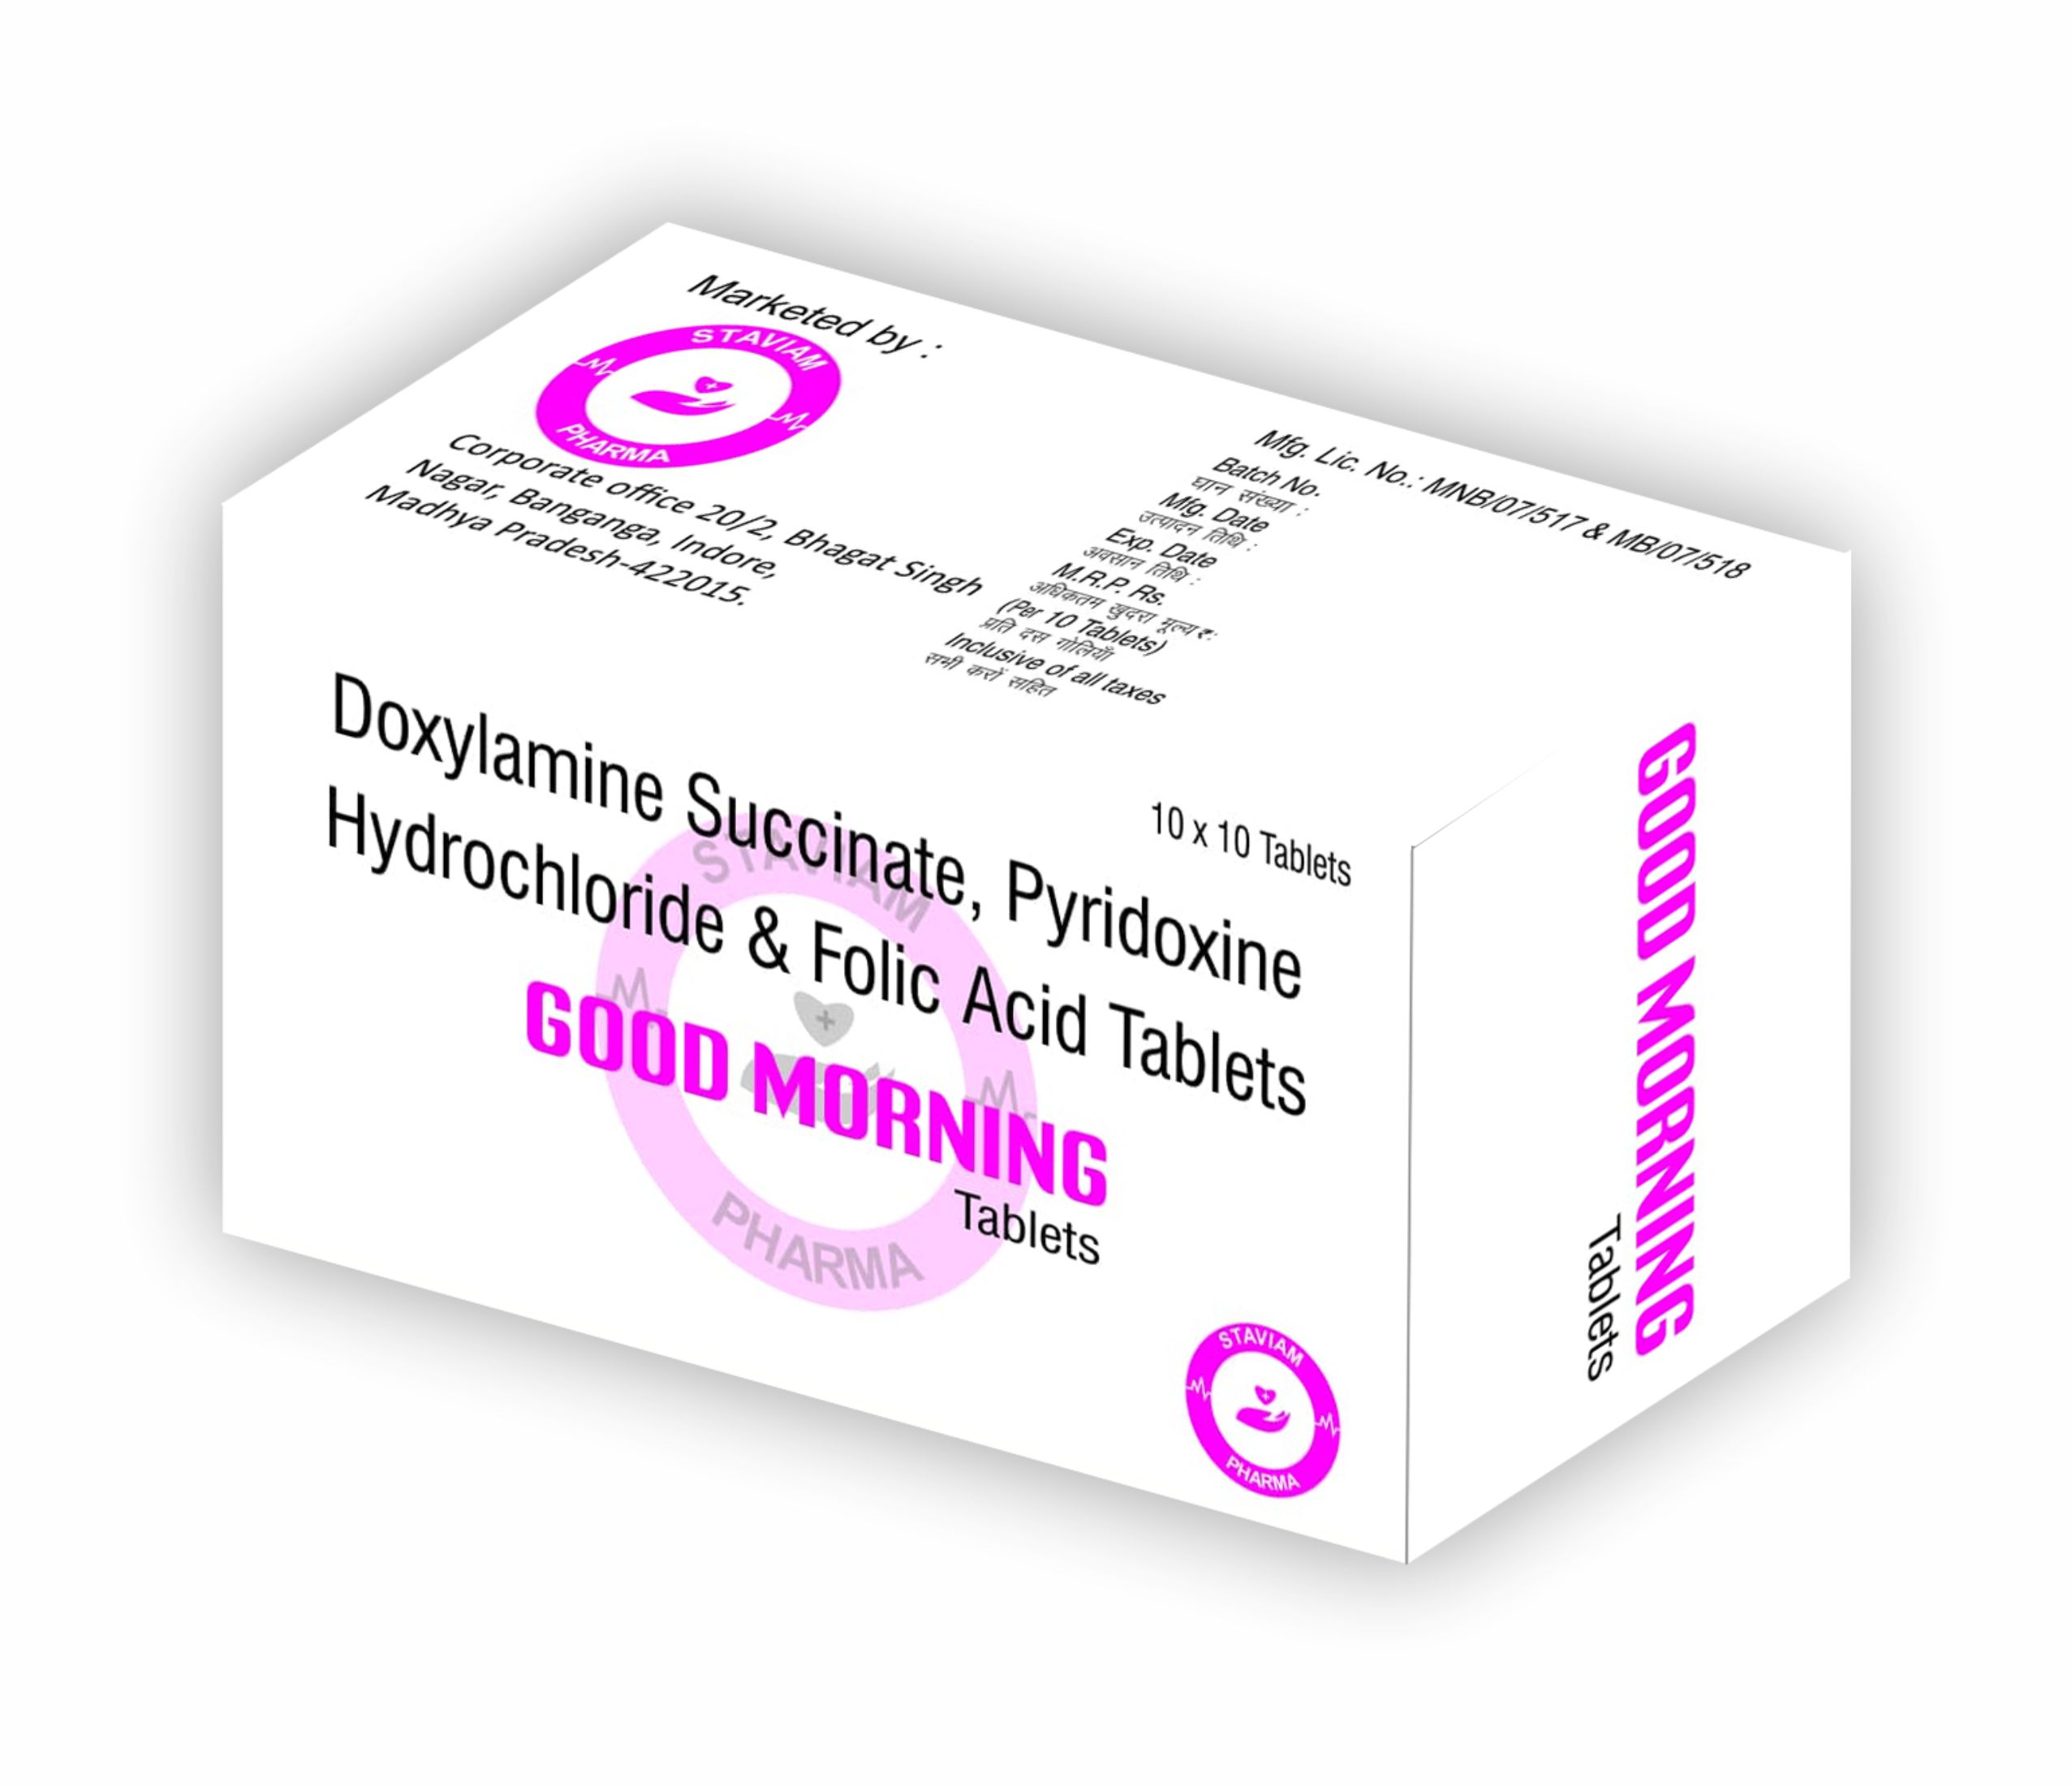 Marketed by :
STAVIAM
PHARMA
Corporate office 20/2, Bhagat Singh
Nagar, Banganga, Indore,
Madhya Pradesh-422015.
Mfg. Lic. No.: MNB/07/517 & MB/07/518
Batch No.
घान संख्या :
Mfg. Date
उत्पादन तिथि :
Exp. Date
अवसान तिथि :
M.R.P. Rs.
अधिकतम खुदरा मूल्य ₹:
(Per 10 Tablets)
प्रति दस गोलियाँ
Inclusive of all taxes
सभी करों सहित
10 x 10 Tablets
Doxylamine Succinate, Pyridoxine
Hydrochloride & Folic Acid Tablets
STAVIAM
PHARMA
GOOD MORNING
Tablets
STAVIAM
PHARMA
GOOD MORNING
Tablets